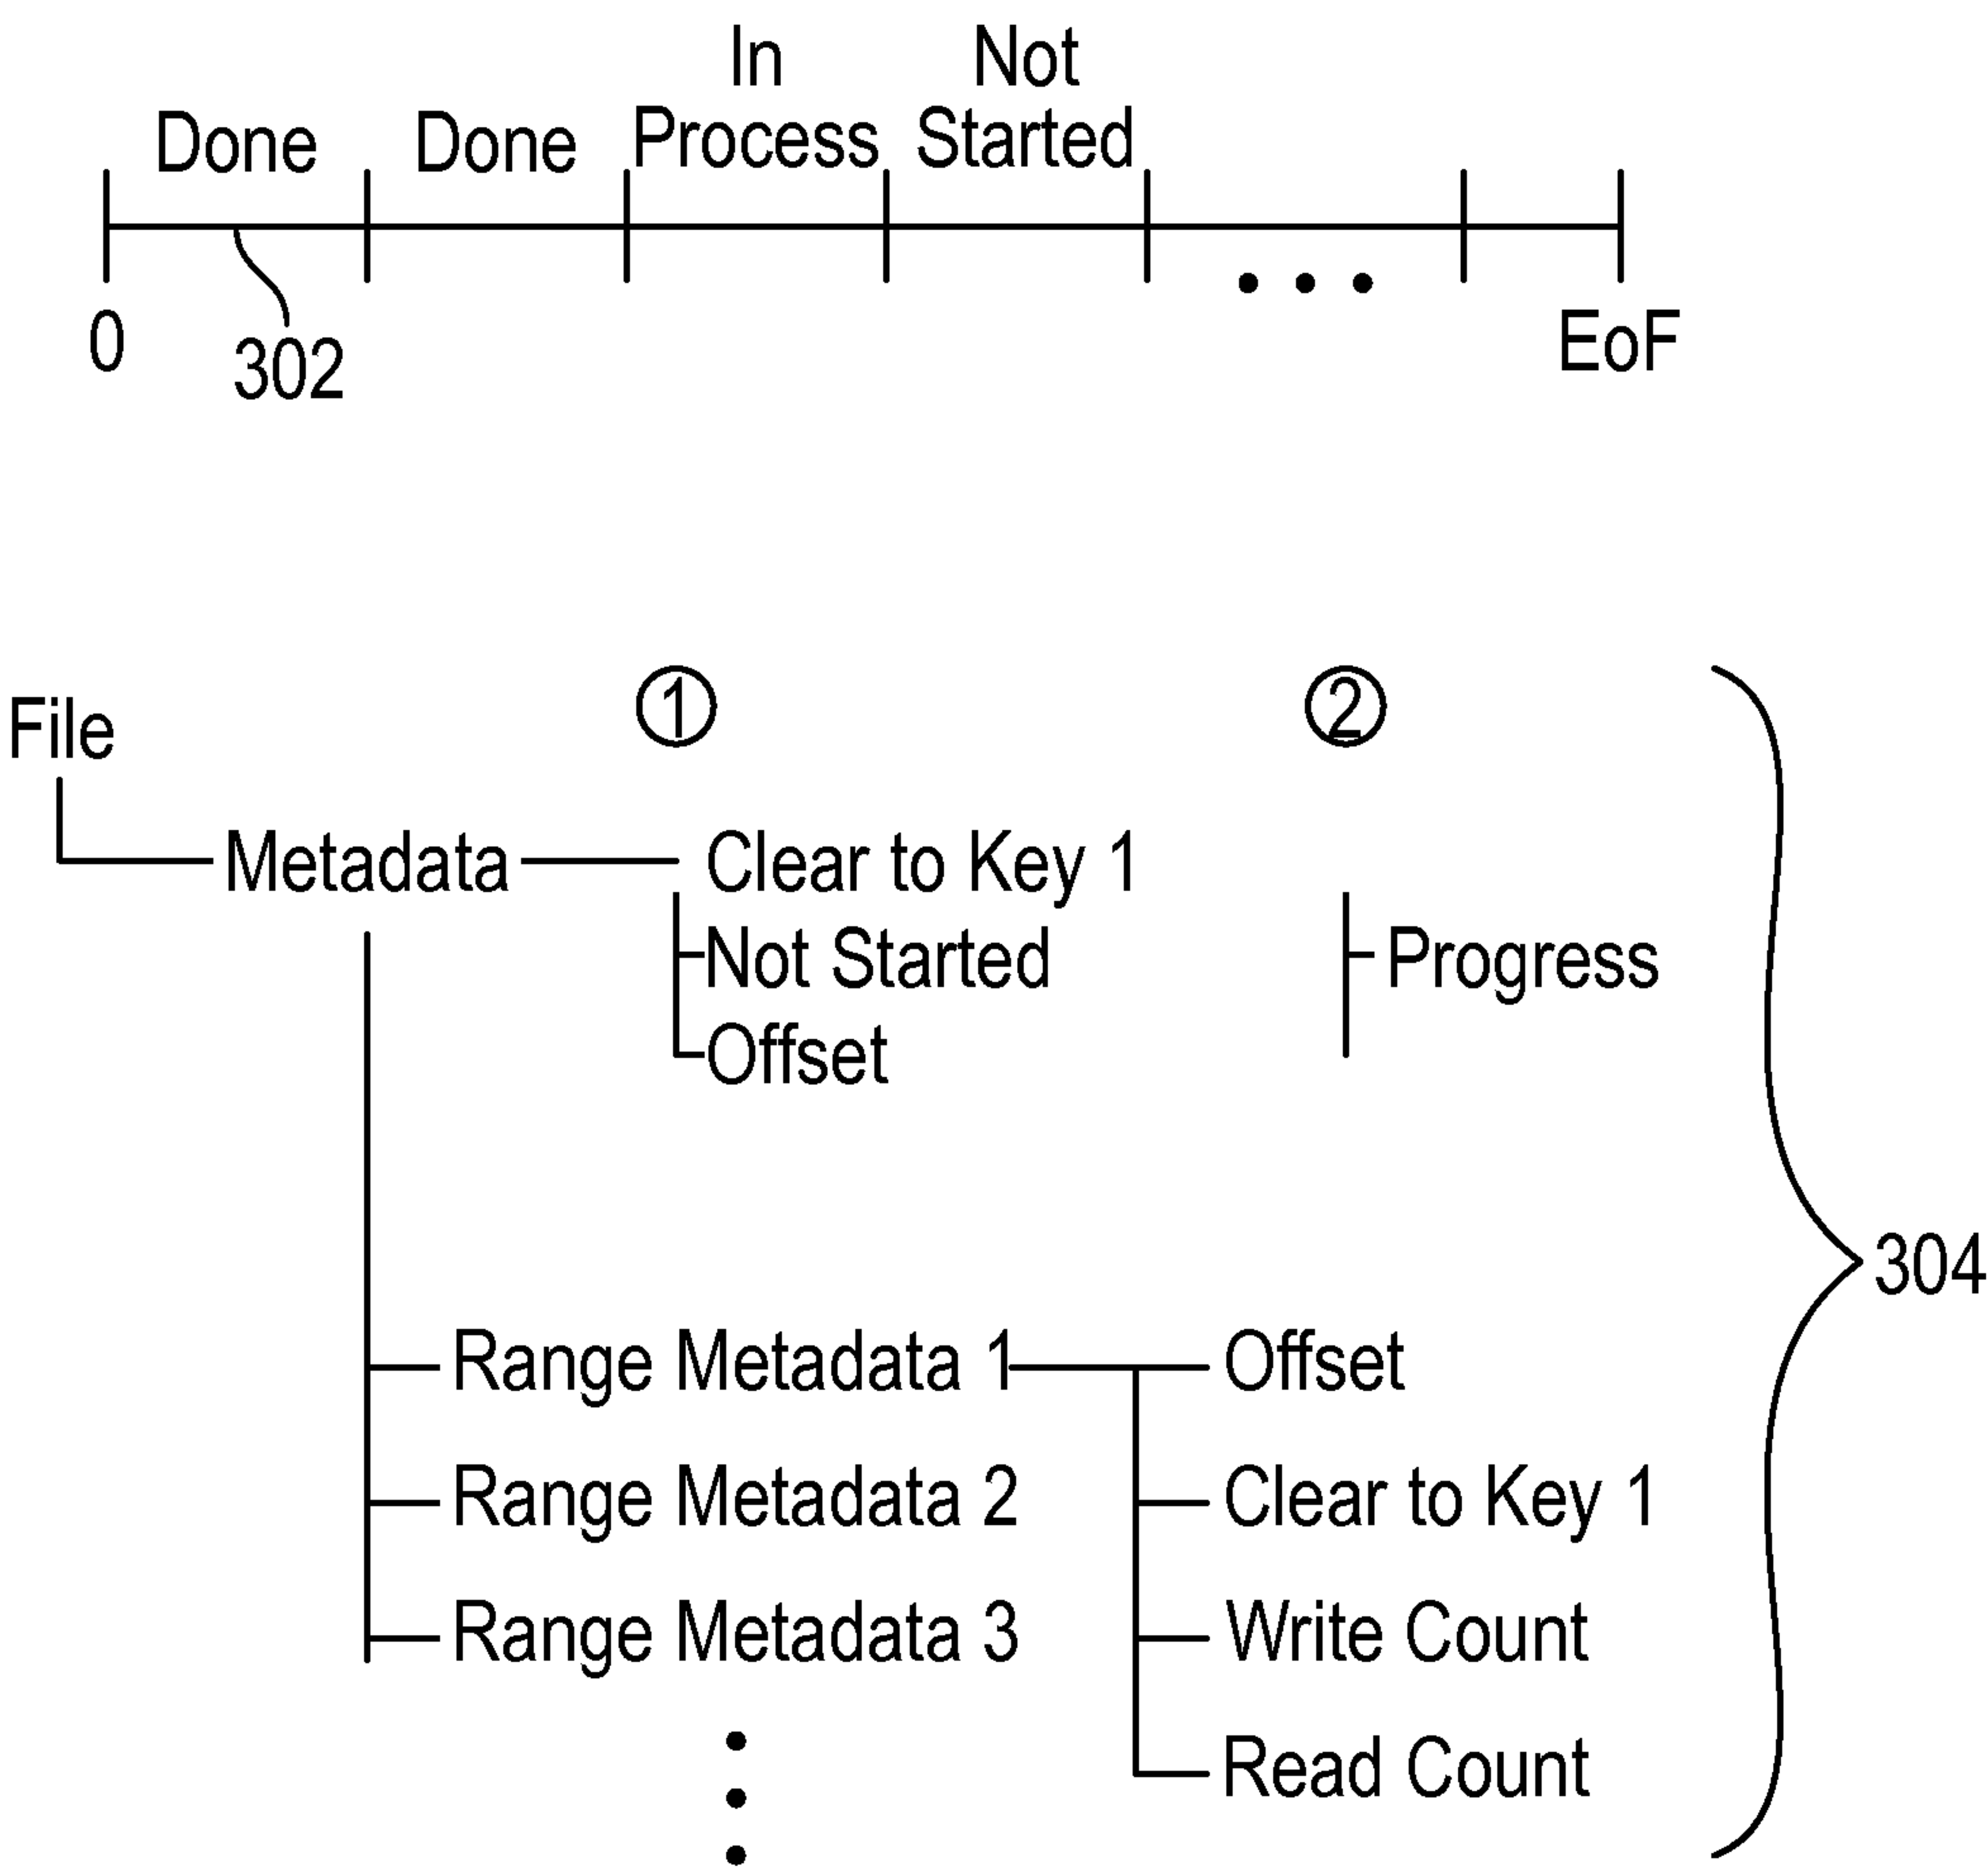 In
Not
Done
Done
Process
Started
0
302
EoF
1
2
File
Metadata
Clear to Key 1
Not Started
Progress
Offset
304
Range Metadata 1
Offset
Range Metadata 2
Clear to Key 1
Range Metadata 3
Write Count
Read Count